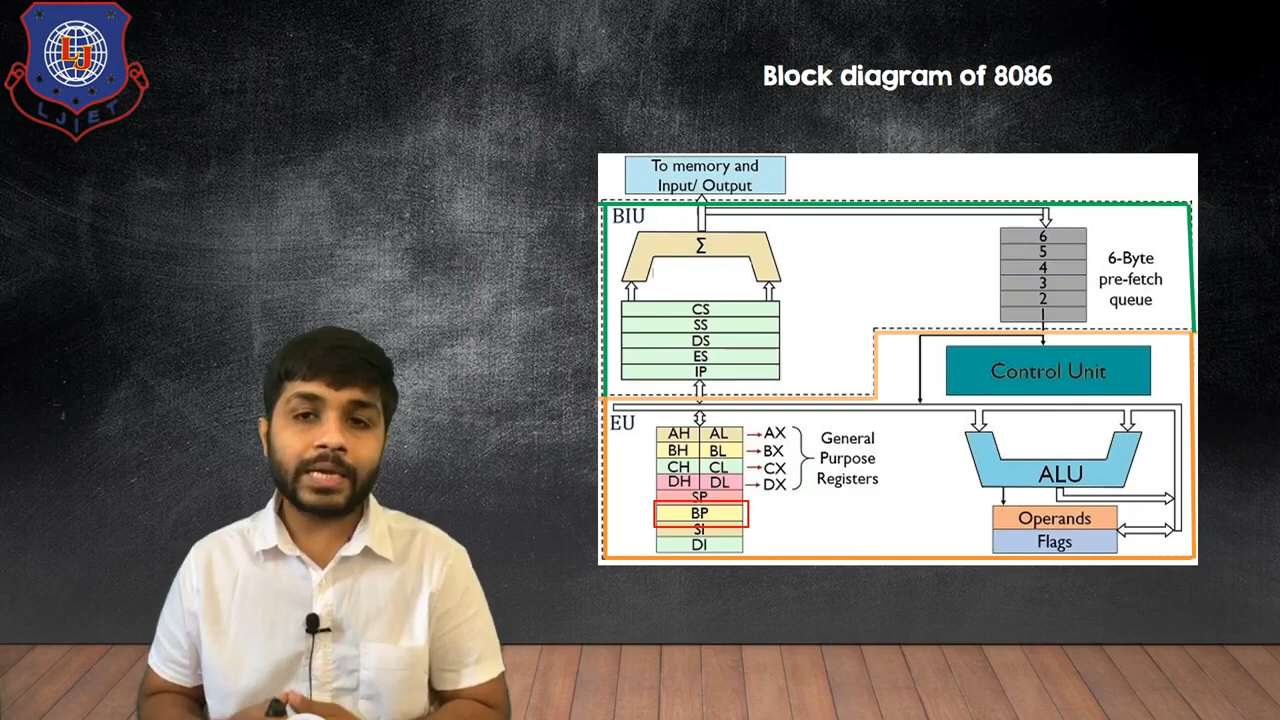 LJ
LJIET
Block diagram of 8086
To memory and
Input/ Output
BIU
Σ
6
5
4
3
2
1
6-Byte
pre-fetch
queue
CS
SS
DS
ES
IP
Control Unit
EU
AH AL → AX
BH BL → BX
CH CL → CX
DH DL → DX
General
Purpose
Registers
SP
BP
SI
DI
ALU
Operands
Flags